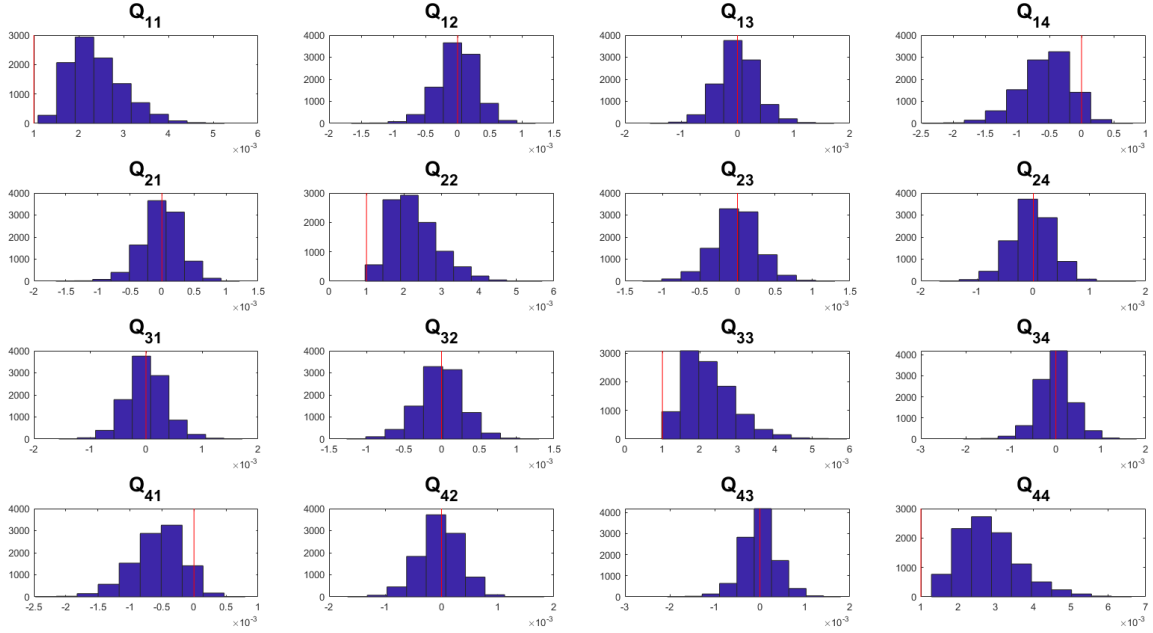 Q11 Q12 Q13 Q14
3000 4000 4000 4000
2000 3000 3000 3000
1000 2000 2000 2000
0 1000 1000 1000
0 0 0
1 2 3 4 5 6 -2 -1.5 -1 -0.5 0 0.5 1 1.5 -2 -1 0 1 2 -2.5 -2 -1.5 -1 -0.5 0 0.5 1
×10-3 ×10-3 ×10-3 ×10-3
Q21 Q22 Q23 Q24
4000 3000 4000 4000
3000 2000 3000 3000
2000 1000 2000 2000
1000 0 1000 1000
0 0 0
-2 -1.5 -1 -0.5 0 0.5 1 1.5 0 1 2 3 4 5 6 -1.5 -1 -0.5 0 0.5 1 1.5 -2 -1 0 1 2
×10-3 ×10-3 ×10-3 ×10-3
Q31 Q32 Q33 Q34
4000 4000 3000 4000
3000 3000 2000 3000
2000 2000 1000 2000
1000 1000 0 1000
0 0 0
-2 -1 0 1 2 -1.5 -1 -0.5 0 0.5 1 1.5 0 1 2 3 4 5 6 -3 -2 -1 0 1 2
×10-3 ×10-3 ×10-3 ×10-3
Q41 Q42 Q43 Q44
4000 4000 4000 3000
3000 3000 3000 2000
2000 2000 2000 1000
1000 1000 1000 0
0 0 0
-2.5 -2 -1.5 -1 -0.5 0 0.5 1 -2 -1 0 1 2 -3 -2 -1 0 1 2 1 2 3 4 5 6 7
×10-3 ×10-3 ×10-3 ×10-3